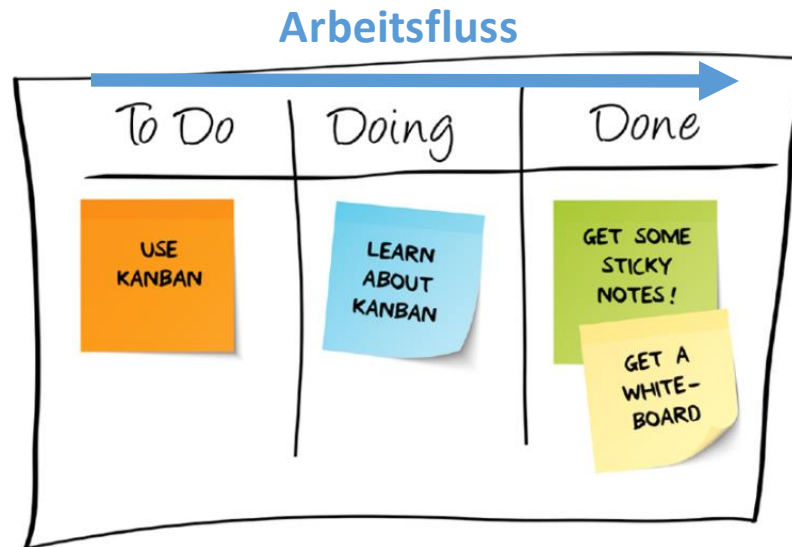 Arbeitsfluss
To Do
Doing
Done
USE
KANBAN
LEARN
ABOUT
KANBAN
GET SOME
STICKY
NOTES!
GET A
WHITE-
BOARD